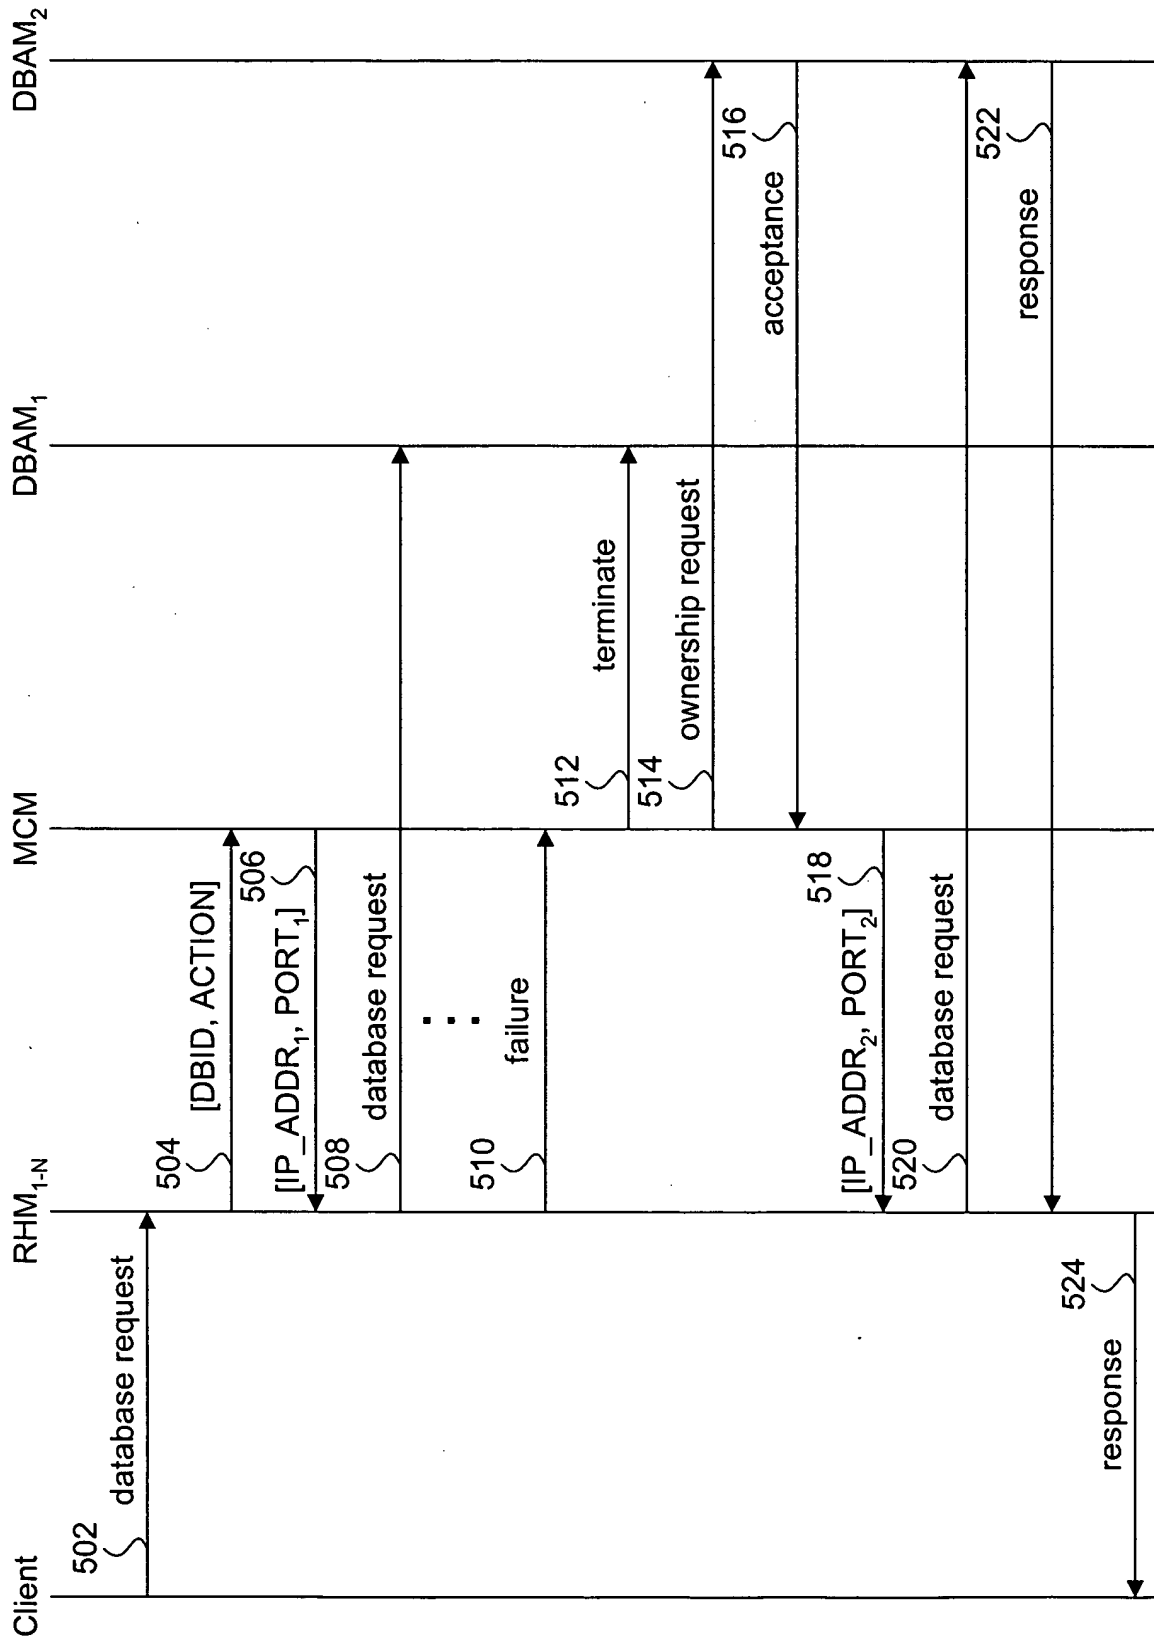 Client
RHM1-N
MCM
DBAM1
DBAM2
502
database request
504
[DBID, ACTION]
506
[IP_ADDR1, PORT1]
508
database request
...
510
failure
512
terminate
514
ownership request
516
acceptance
518
[IP_ADDR2, PORT2]
520
database request
522
response
524
response